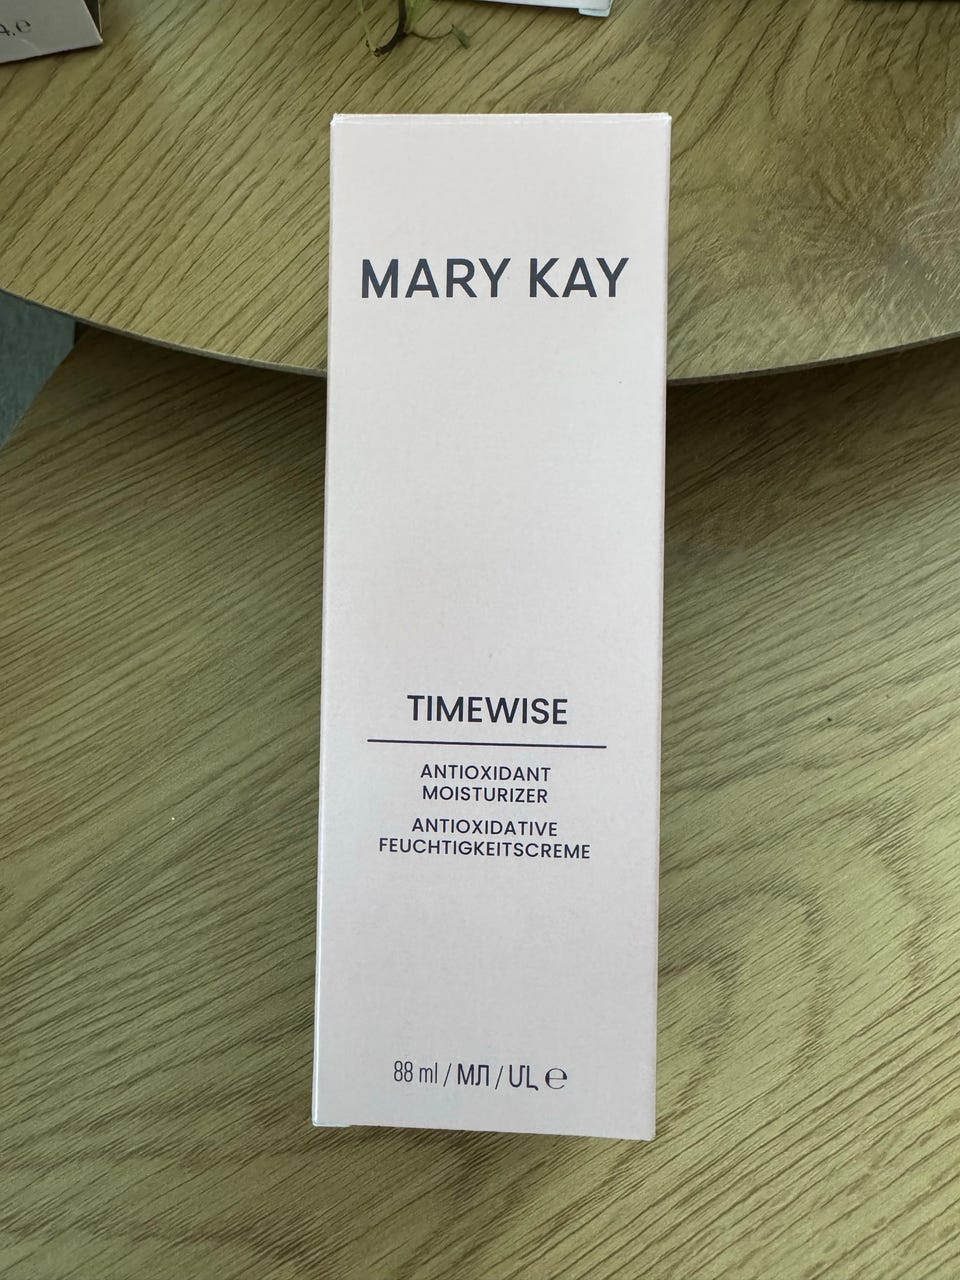 MARY KAY
TIMEWISE
ANTIOXIDANT
MOISTURIZER
ANTIOXIDATIVE
FEUCHTIGKEITSCREME
88 ml / МЛ / ՄԼ ℮